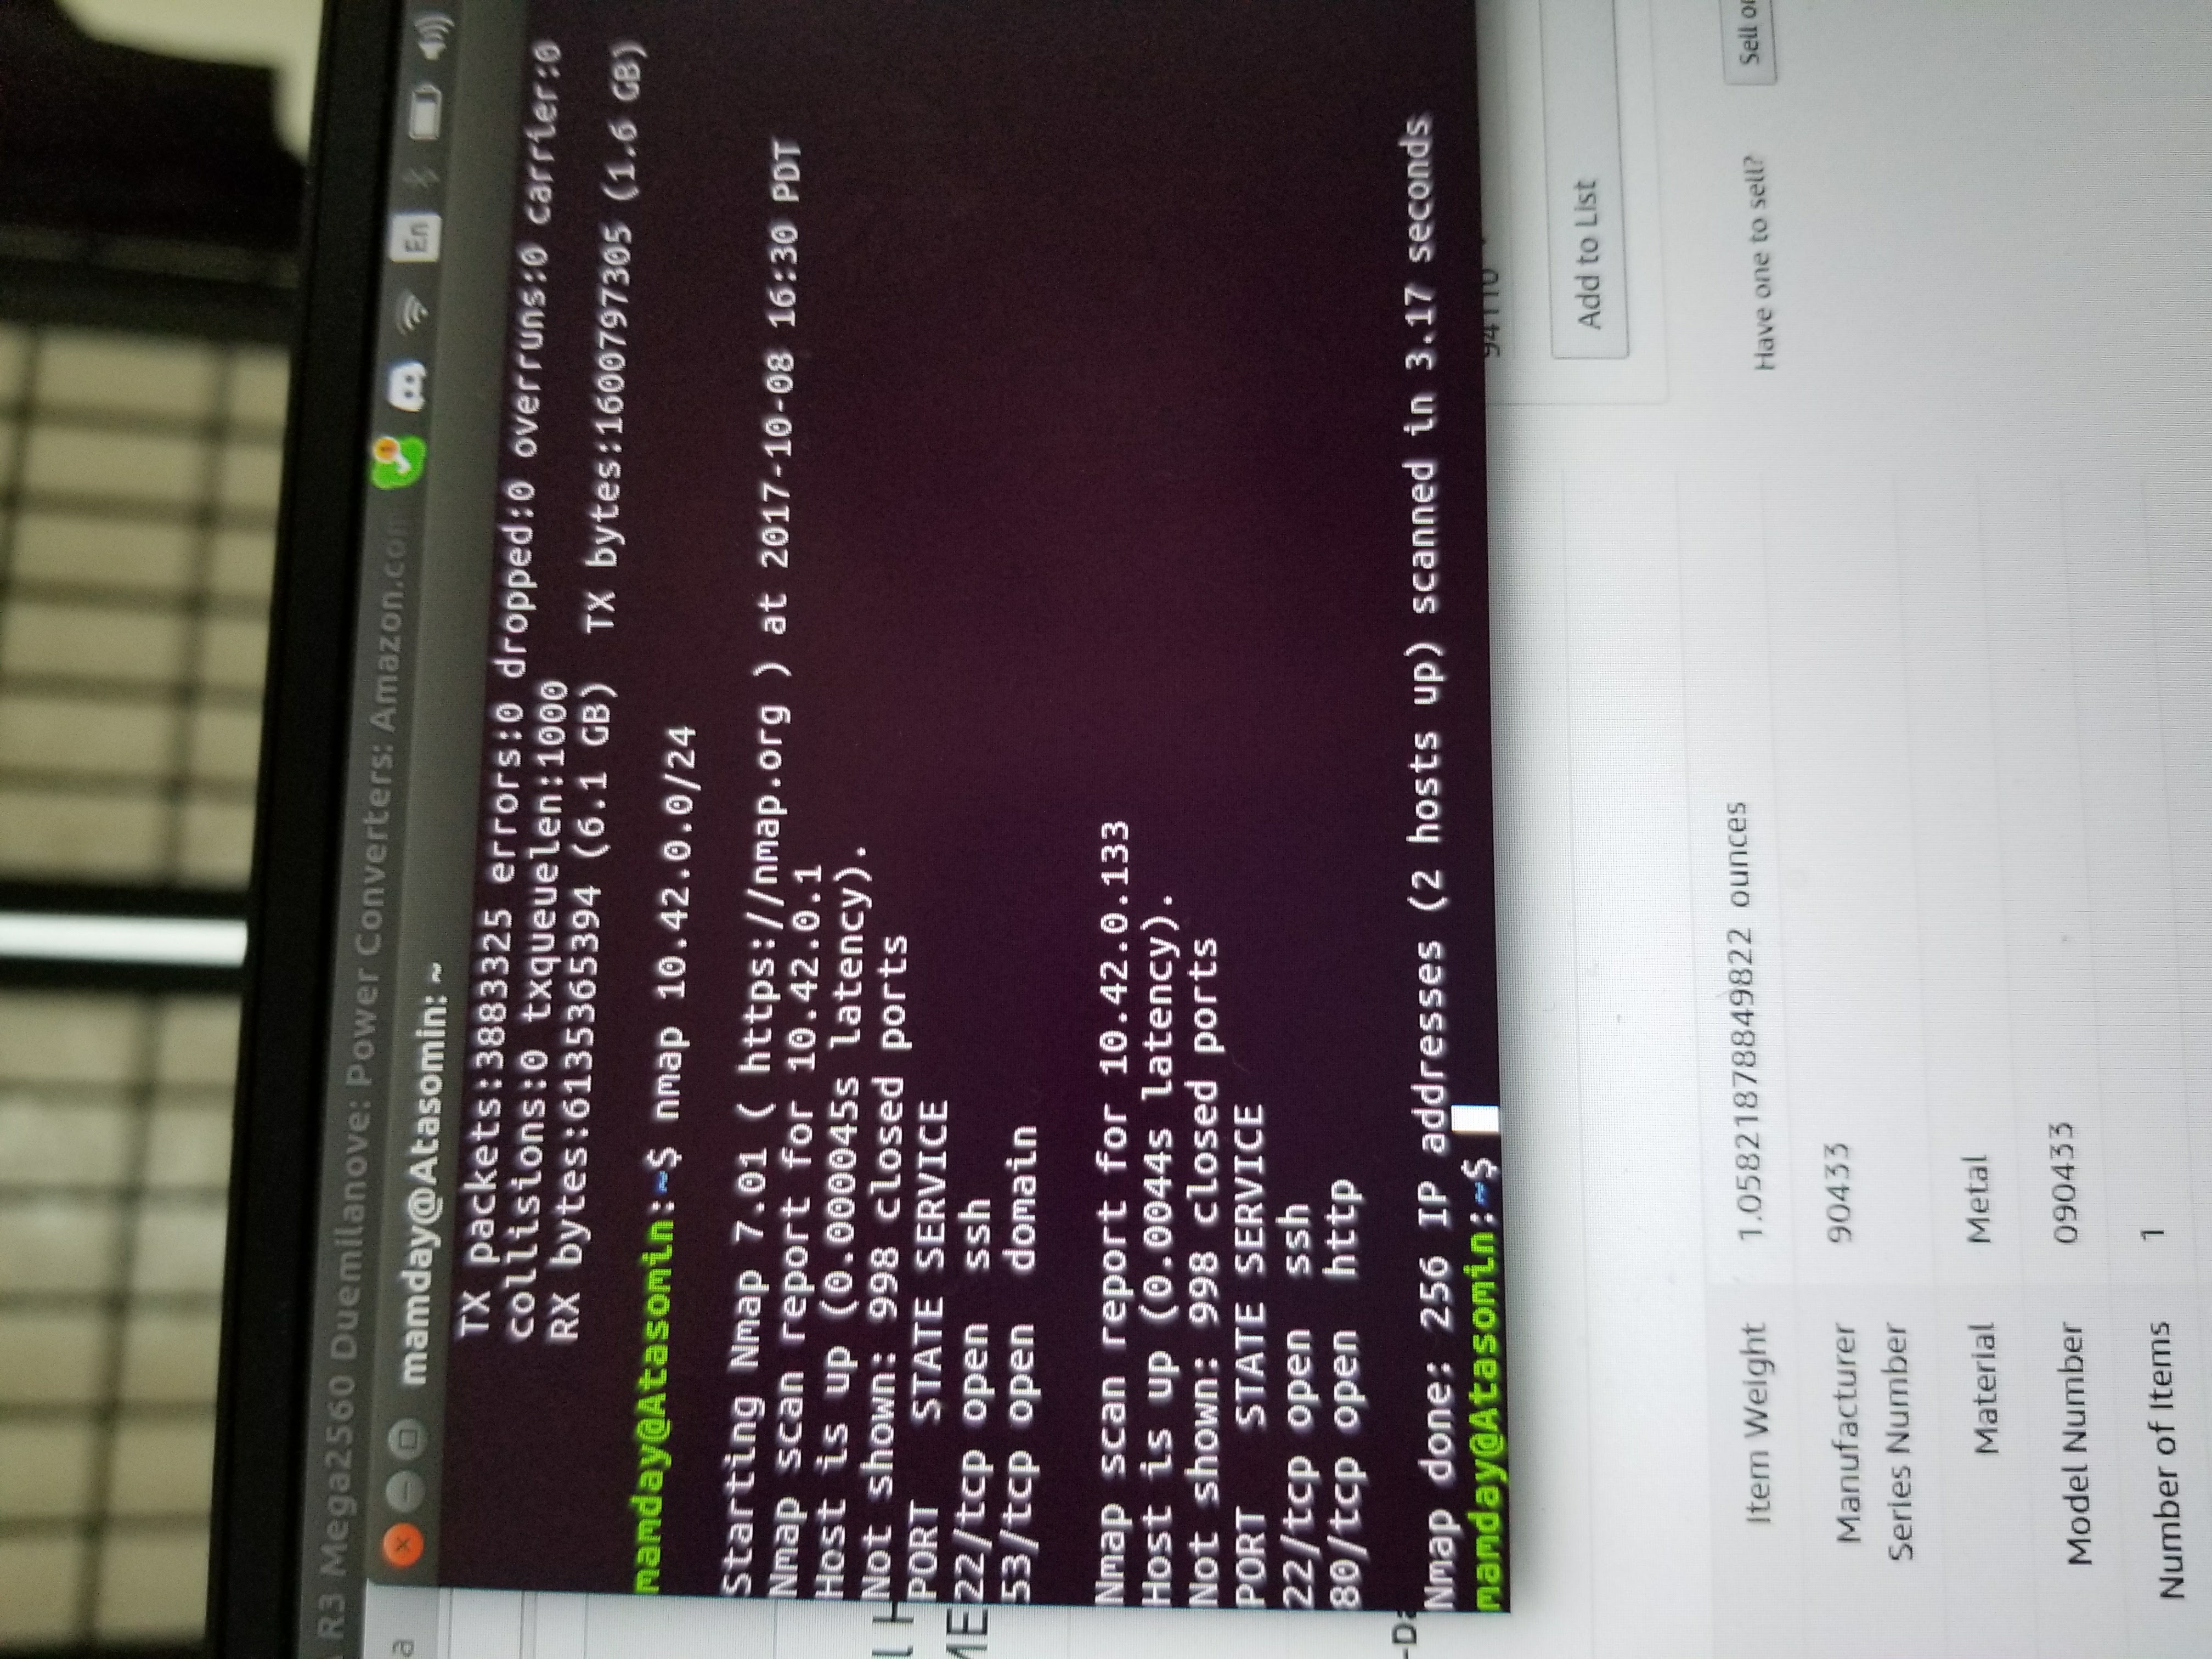 R3 Mega2560 Duemilanove: Power Converters: Amazon.com
En
mamday@Atasomin: ~
TX packets:3883325 errors:0 dropped:0 overruns:0 carrier:0
collisions:0 txqueuelen:1000
RX bytes:6135365394 (6.1 GB)  TX bytes:1600797305 (1.6 GB)
mamday@Atasomin:~$ nmap 10.42.0.0/24
Starting Nmap 7.01 ( https://nmap.org ) at 2017-10-08 16:30 PDT
Nmap scan report for 10.42.0.1
Host is up (0.00045s latency).
Not shown: 998 closed ports
PORT   STATE SERVICE
22/tcp open  ssh
53/tcp open  domain
Nmap scan report for 10.42.0.133
Host is up (0.0044s latency).
Not shown: 998 closed ports
PORT   STATE SERVICE
22/tcp open  ssh
80/tcp open  http
Nmap done: 256 IP addresses (2 hosts up) scanned in 3.17 seconds
mamday@Atasomin:~$
Add to List
Have one to sell?
Sell on
Item Weight 1.05821878849822 ounces
Manufacturer 90433
Series Number
Material Metal
Model Number 090433
Number of Items 1